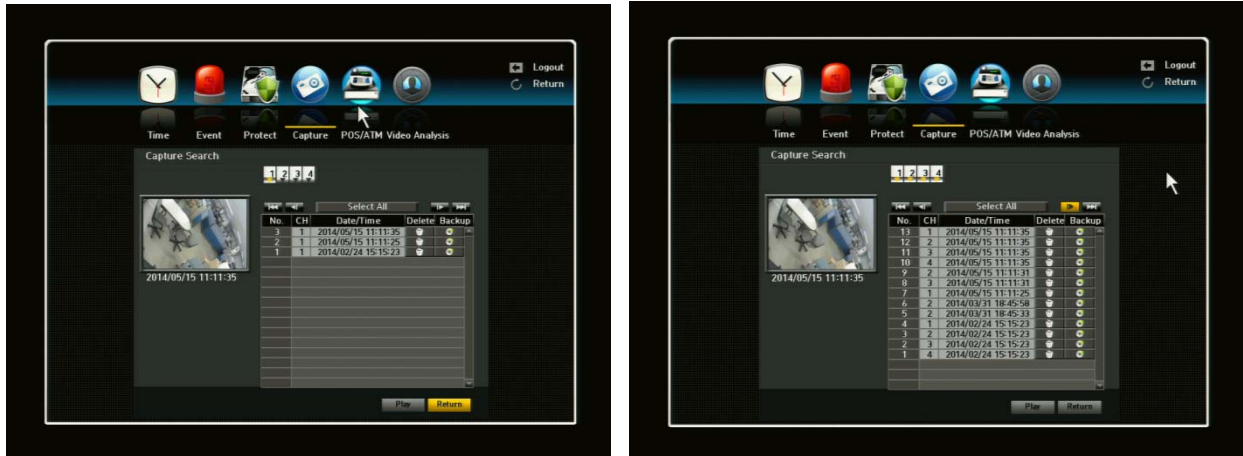 Logout
Return
Time Event Protect Capture POS/ATM Video Analysis
Capture Search
1 2 3 4
Select All
No. CH Date/Time Delete Backup
3 1 2014/05/15 11:11:35
2 1 2014/05/15 11:11:25
1 1 2014/02/24 15:15:23
2014/05/15 11:11:35
Play Return
Logout
Return
Time Event Protect Capture POS/ATM Video Analysis
Capture Search
1 2 3 4
Select All
No. CH Date/Time Delete Backup
13 1 2014/05/15 11:11:35
12 2 2014/05/15 11:11:35
11 3 2014/05/15 11:11:35
10 4 2014/05/15 11:11:35
9 2 2014/05/15 11:11:31
8 3 2014/05/15 11:11:31
7 1 2014/05/15 11:11:25
6 2 2014/03/31 18:45:58
5 2 2014/03/31 18:45:33
4 1 2014/02/24 15:15:23
3 2 2014/02/24 15:15:23
2 3 2014/02/24 15:15:23
1 4 2014/02/24 15:15:23
2014/05/15 11:11:35
Play Return